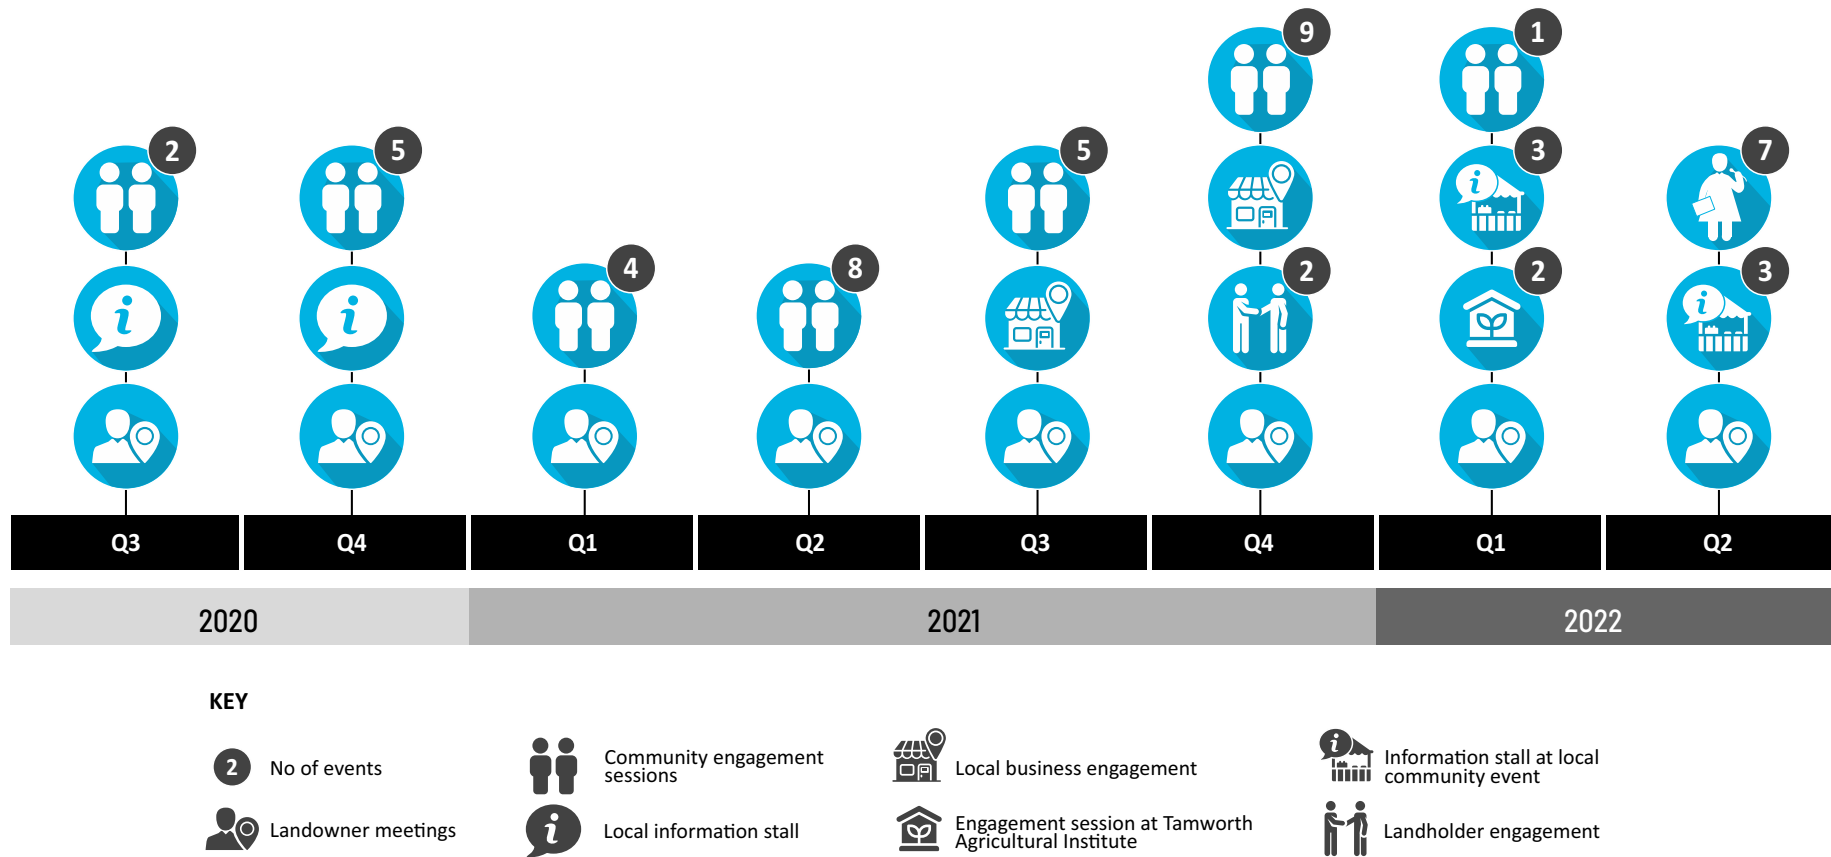 9
1
2
5
5
3
7
4
8
2
2
3
Q3
Q4
Q1
Q2
Q3
Q4
Q1
Q2
2020
2021
2022
KEY
2
No of events
Community engagement
sessions
Local business engagement
Information stall at local
community event
Landowner meetings
Local information stall
Engagement session at Tamworth
Agricultural Institute
Landholder engagement